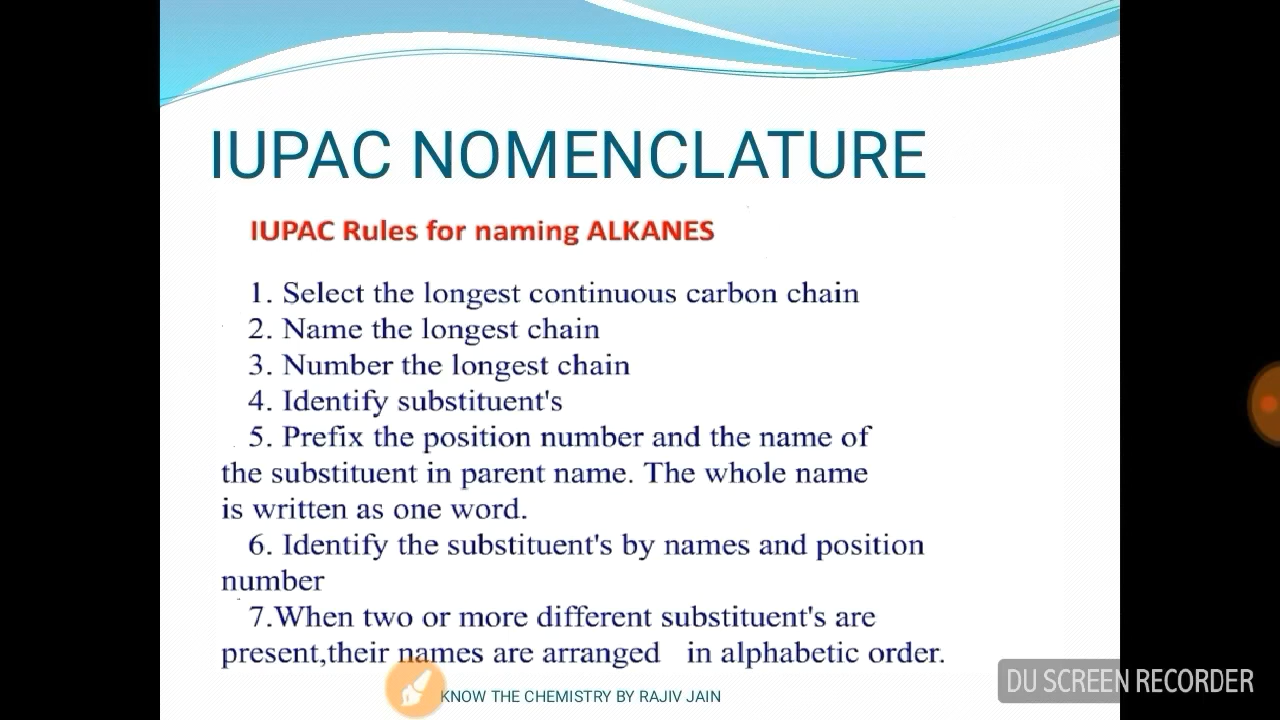 IUPAC NOMENCLATURE
IUPAC Rules for naming ALKANES
1. Select the longest continuous carbon chain
2. Name the longest chain
3. Number the longest chain
4. Identify substituent's
5. Prefix the position number and the name of
the substituent in parent name. The whole name
is written as one word.
6. Identify the substituent's by names and position
number
7.When two or more different substituent's are
present,their names are arranged in alphabetic order.
KNOW THE CHEMISTRY BY RAJIV JAIN
DU SCREEN RECORDER